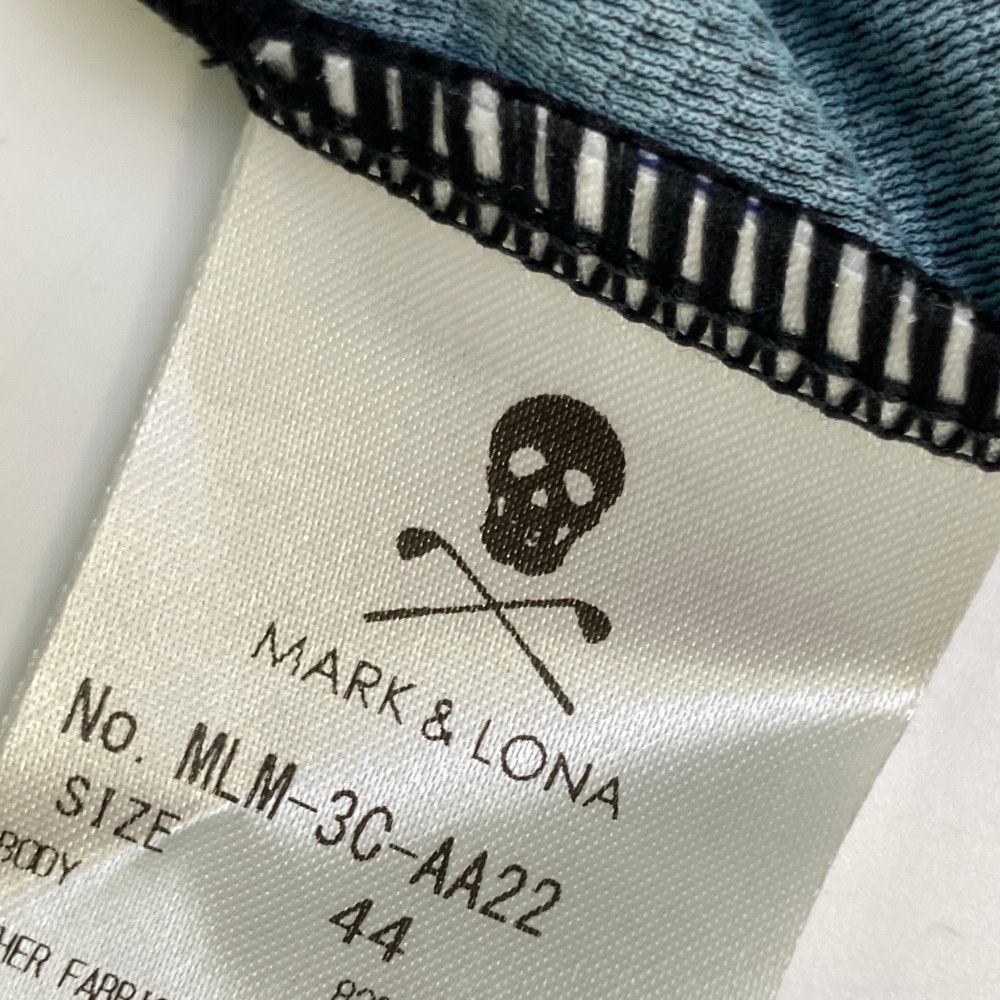 MARK & LONA
No. MLM-3C-AA22
SIZE 44
BODY